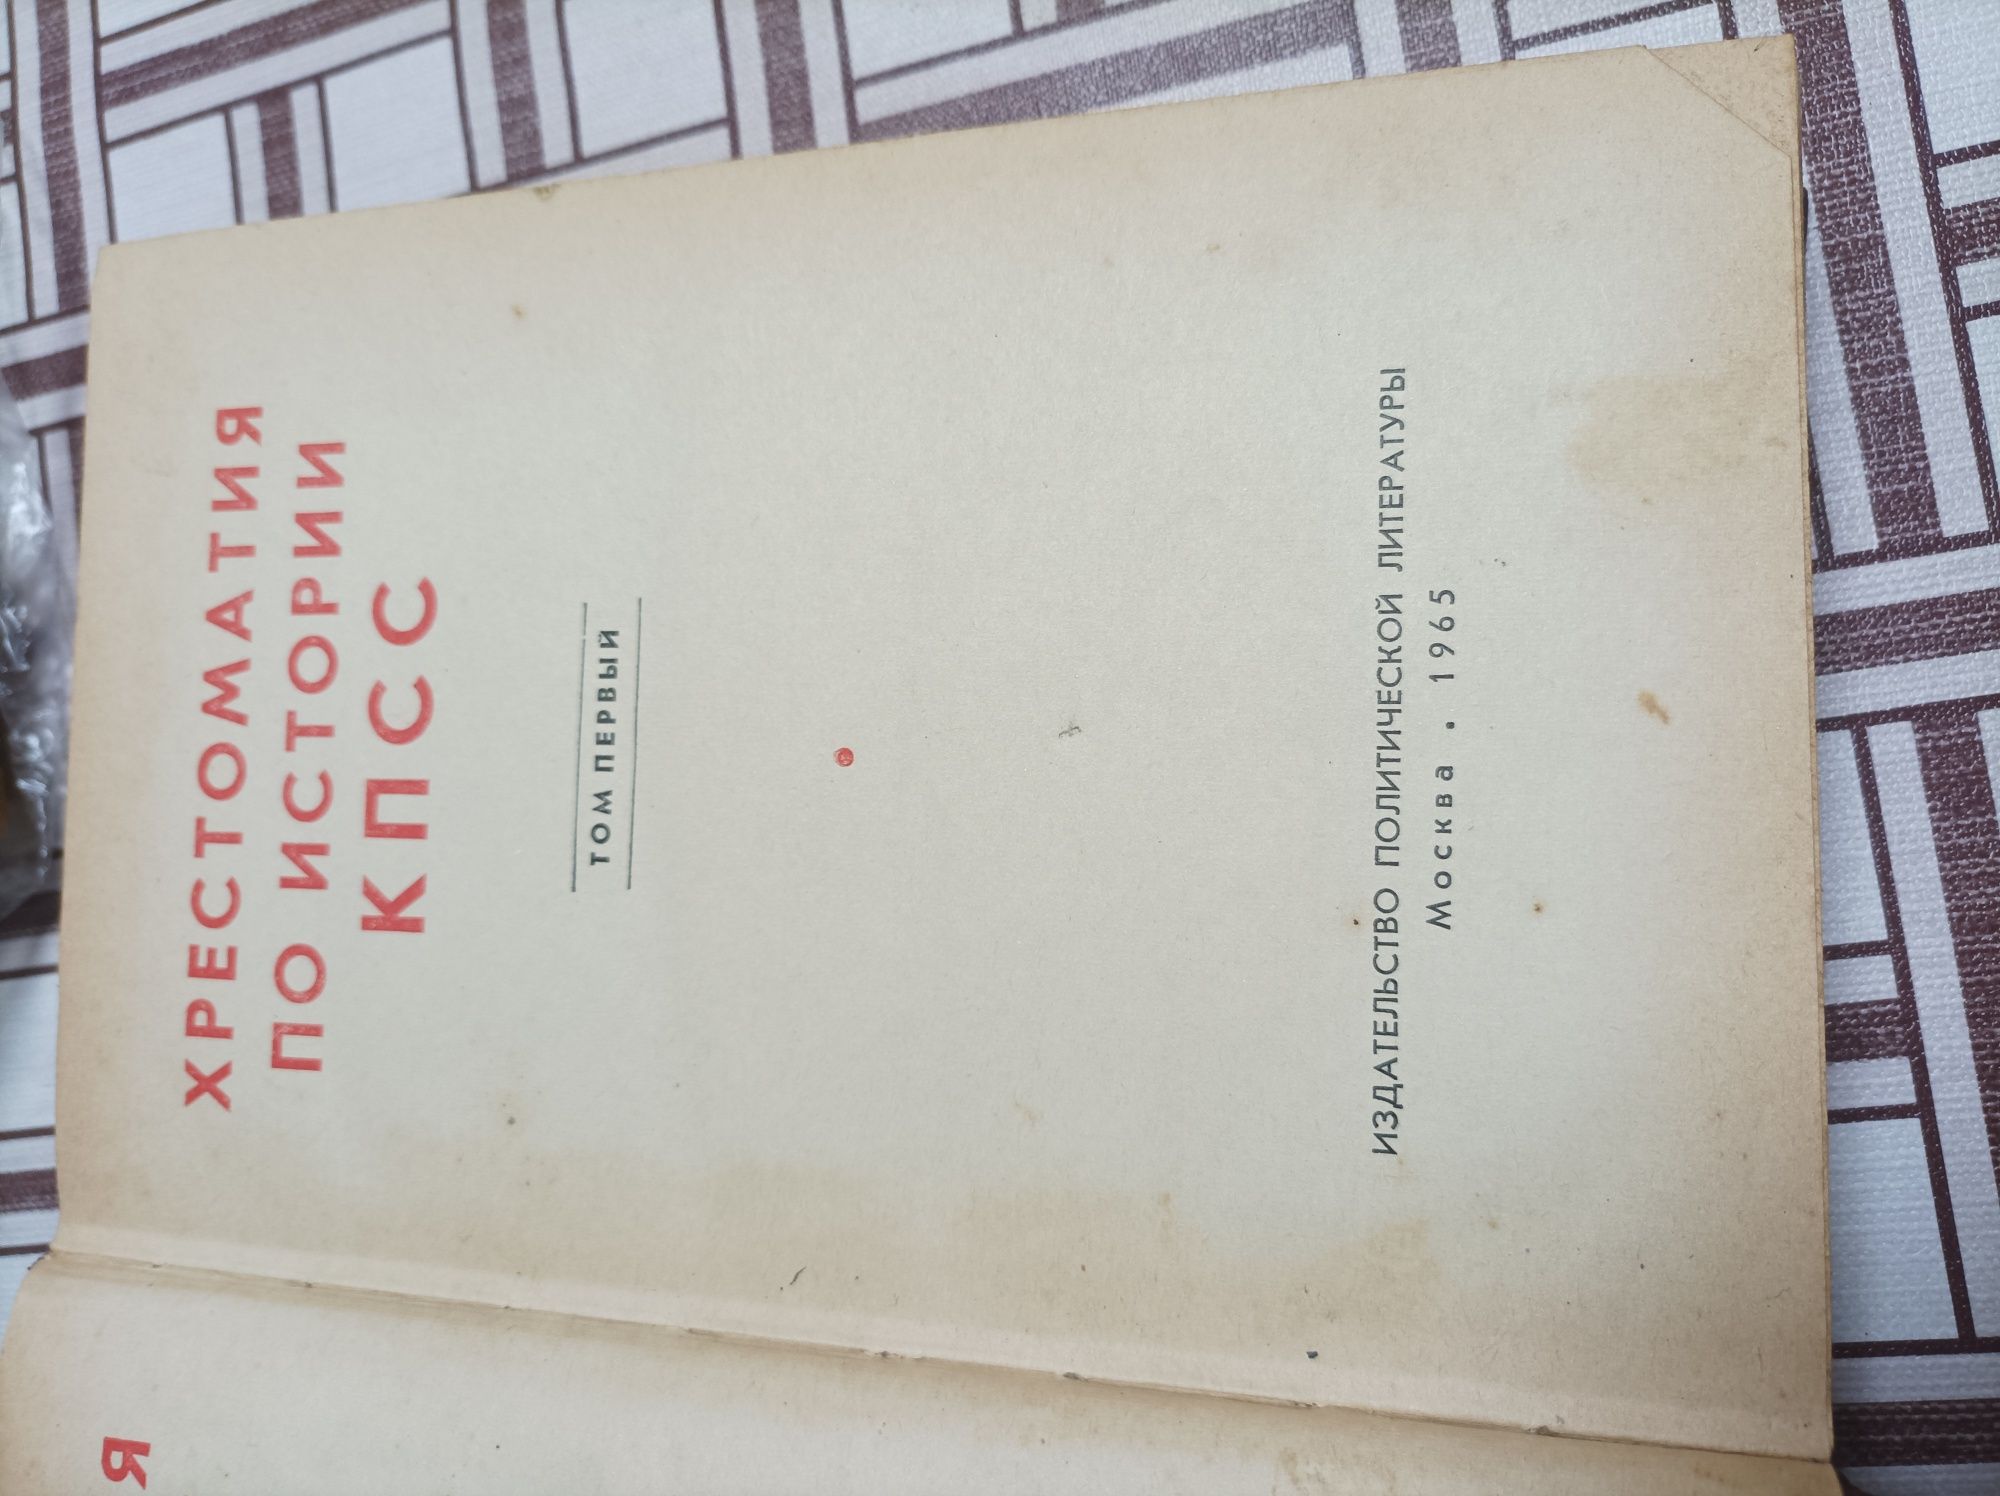 ХРЕСТОМАТИЯ
ПО ИСТОРИИ
КПСС
ТОМ ПЕРВЫЙ
ИЗДАТЕЛЬСТВО ПОЛИТИЧЕСКОЙ ЛИТЕРАТУРЫ
Москва • 1965
Я